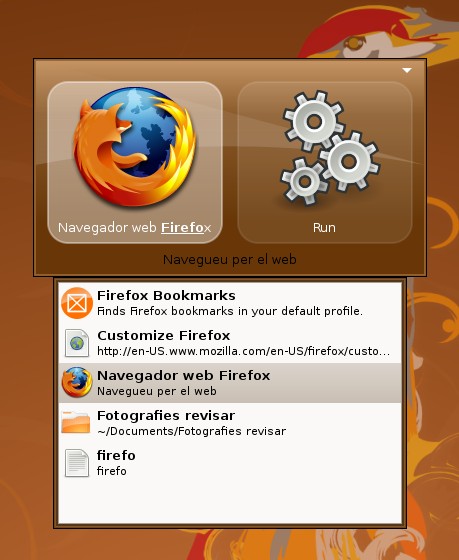 Navegador web Firefox
Run
Navegueu per el web
Firefox Bookmarks
Finds Firefox bookmarks in your default profile.
Customize Firefox
http://en-US.www.mozilla.com/en-US/firefox/custo...
Navegador web Firefox
Navegueu per el web
Fotografies revisar
~/Documents/Fotografies revisar
firefo
firefo